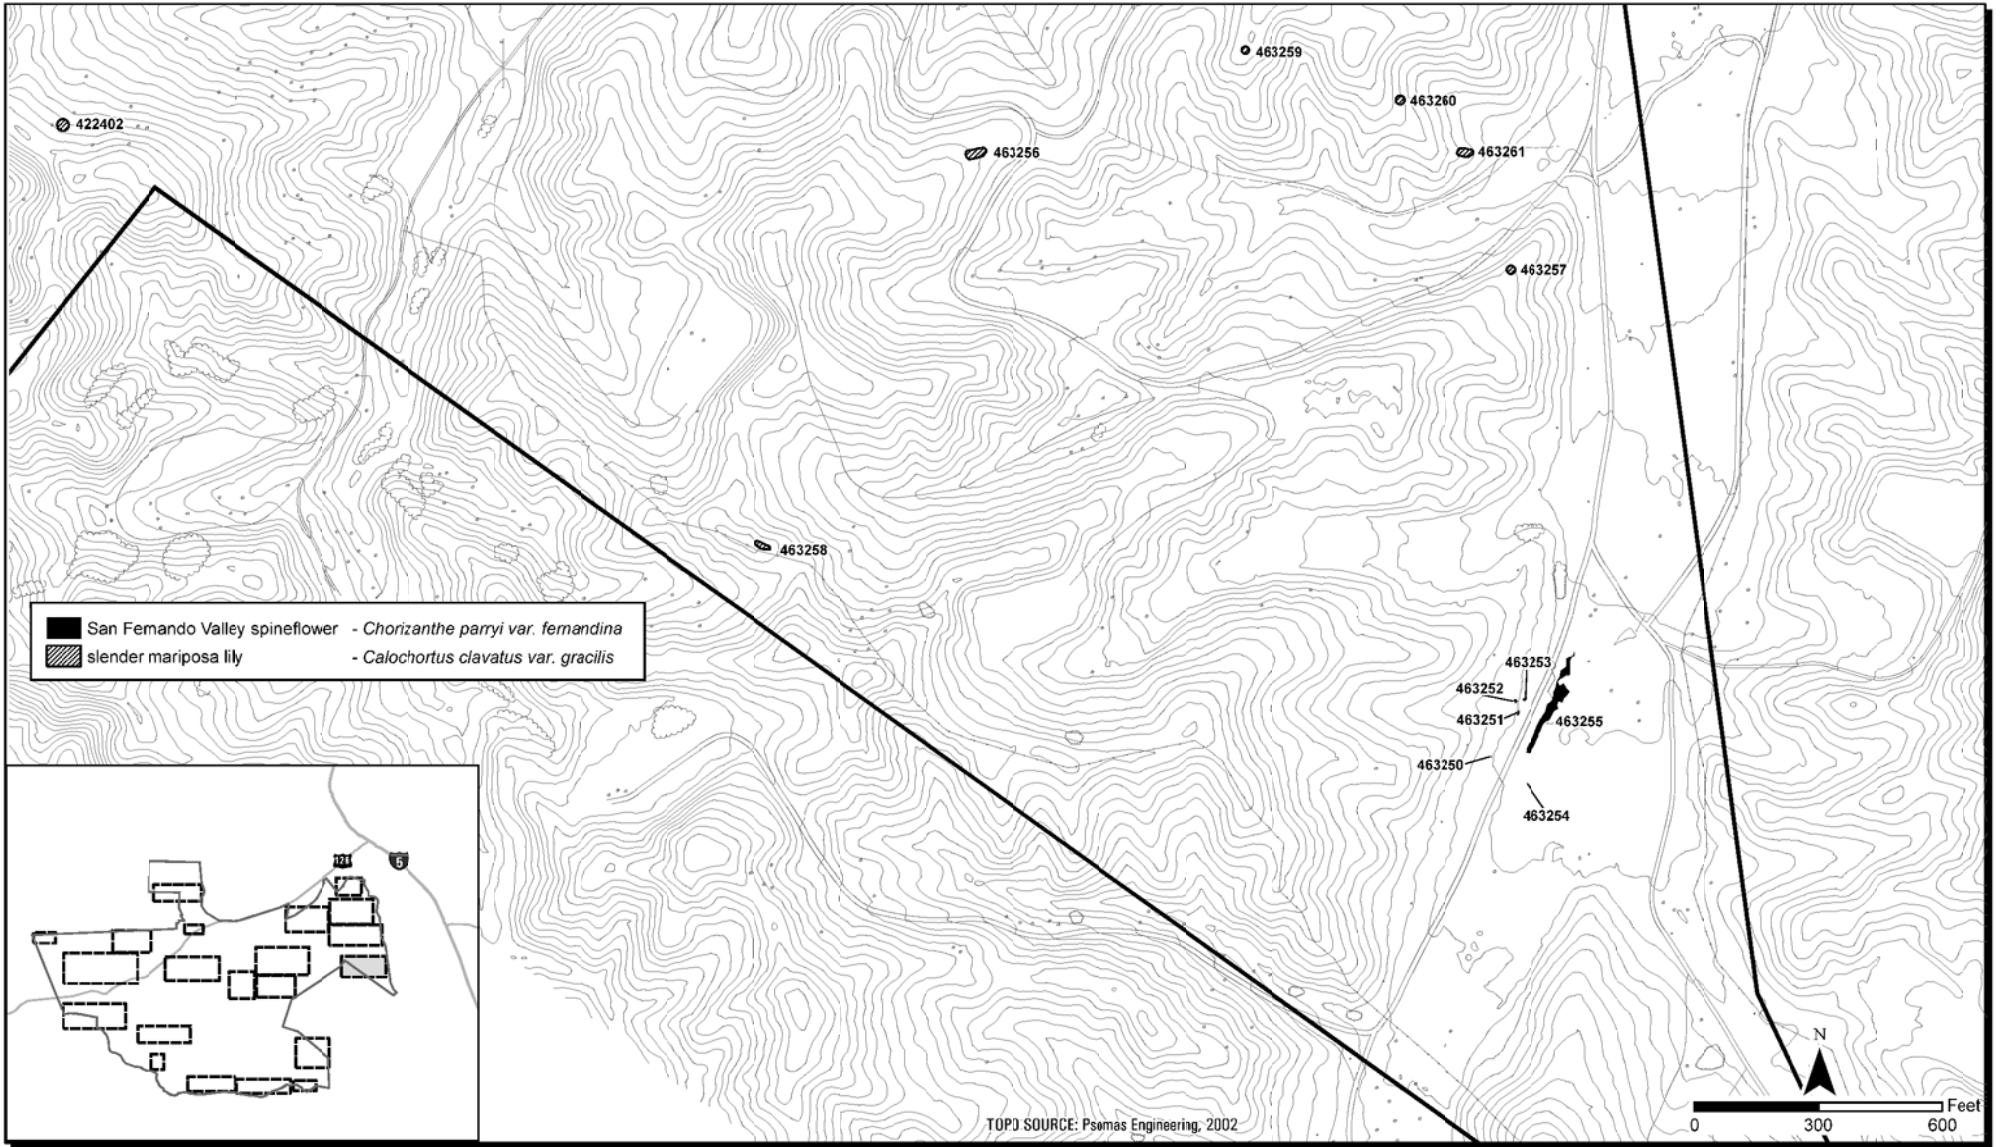 463259
463260
422402
463256
463261
463257
463258
San Fernando Valley spineflower - Chorizanthe parryi var. fernandina
slender mariposa lily - Calochortus clavatus var. gracilis
463253
463252
463251
463255
463250
463254
126
5
N
Feet
0 300 600
TOPO SOURCE: Psomas Engineering, 2002